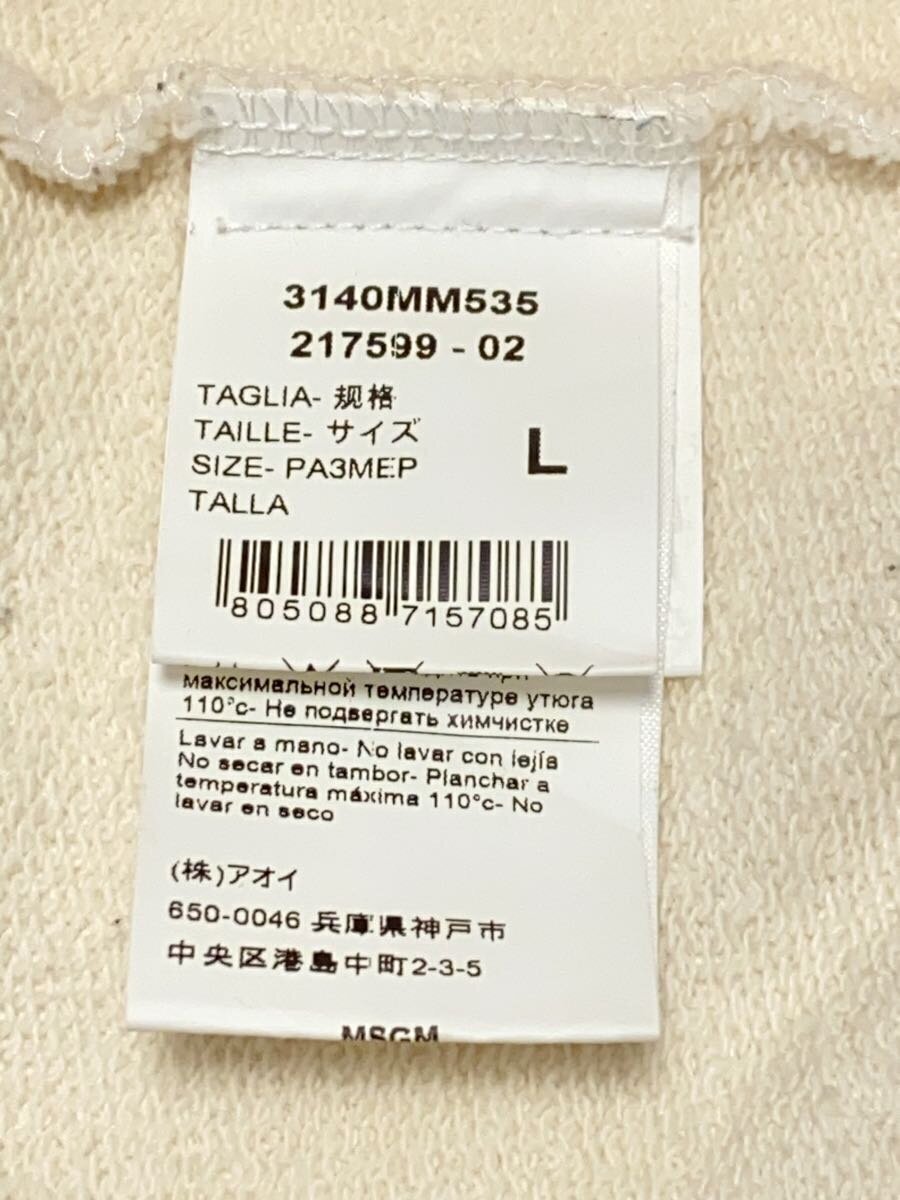 3140MM535
217599 - 02
TAGLIA- 规格
TAILLE- サイズ
SIZE- РАЗМЕР
TALLA
L
805088 7157085
максимальной температуре утюга
110°c- Не подвергать химчистке
Lavar a mano- No lavar con lejía
No secar en tambor- Planchar a
temperatura máxima 110°c- No
lavar en seco
(株)アオイ
650-0046 兵庫県神戸市
中央区港島中町2-3-5
MSGM